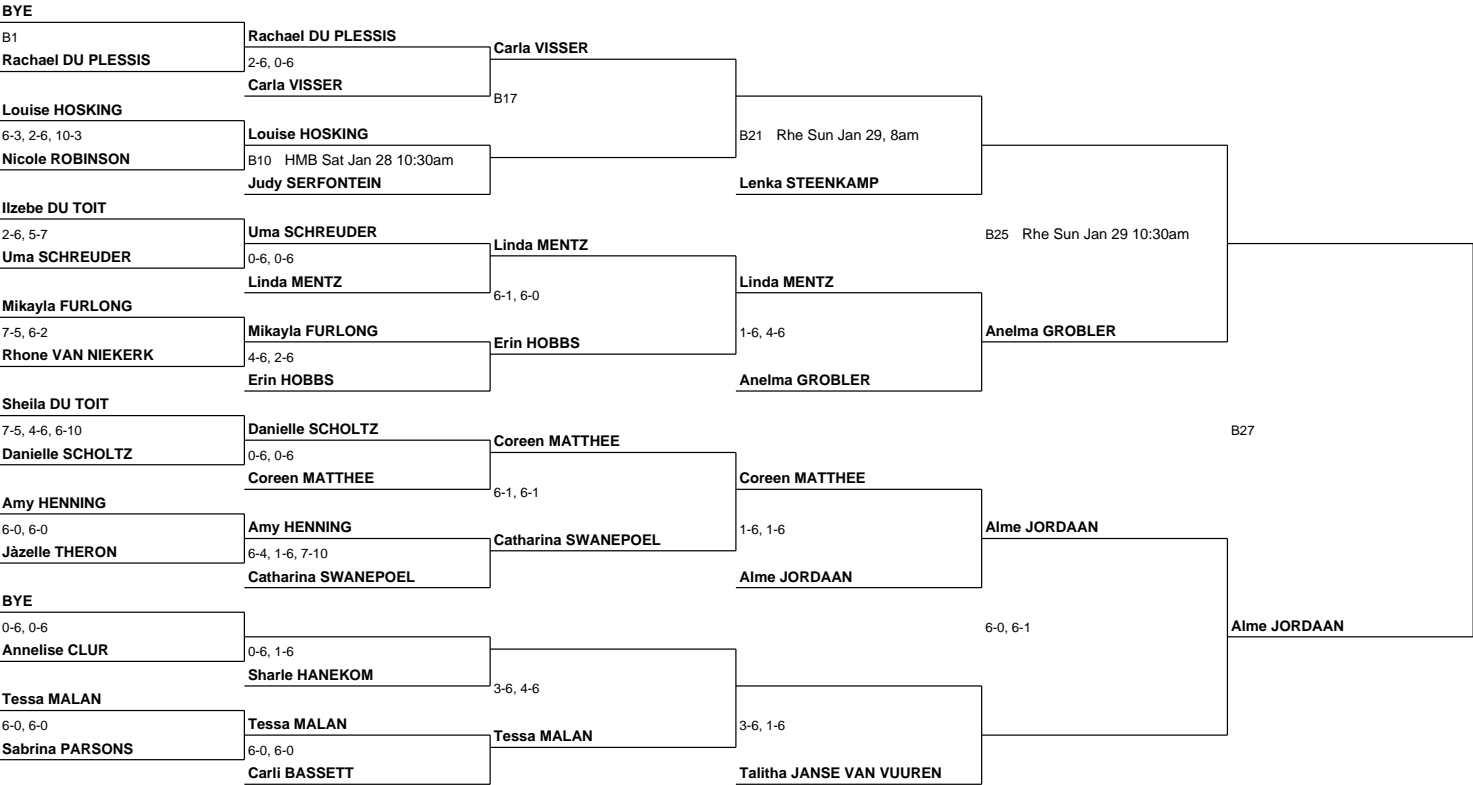 BYE
B1
Rachael DU PLESSIS
Louise HOSKING
6-3, 2-6, 10-3
Nicole ROBINSON
Ilzebe DU TOIT
2-6, 5-7
Uma SCHREUDER
Mikayla FURLONG
7-5, 6-2
Rhone VAN NIEKERK
Sheila DU TOIT
7-5, 4-6, 6-10
Danielle SCHOLTZ
Amy HENNING
6-0, 6-0
Jàzelle THERON
BYE
0-6, 0-6
Annelise CLUR
Tessa MALAN
6-0, 6-0
Sabrina PARSONS
Rachael DU PLESSIS
2-6, 0-6
Carla VISSER
Louise HOSKING
B10 HMB Sat Jan 28 10:30am
Judy SERFONTEIN
Uma SCHREUDER
0-6, 0-6
Linda MENTZ
Mikayla FURLONG
4-6, 2-6
Erin HOBBS
Danielle SCHOLTZ
0-6, 0-6
Coreen MATTHEE
Amy HENNING
6-4, 1-6, 7-10
Catharina SWANEPOEL
0-6, 1-6
Sharle HANEKOM
Tessa MALAN
6-0, 6-0
Carli BASSETT
Carla VISSER
B17
Linda MENTZ
6-1, 6-0
Erin HOBBS
Coreen MATTHEE
6-1, 6-1
Catharina SWANEPOEL
3-6, 4-6
Tessa MALAN
B21 Rhe Sun Jan 29, 8am
Lenka STEENKAMP
Linda MENTZ
1-6, 4-6
Anelma GROBLER
Coreen MATTHEE
1-6, 1-6
Alme JORDAAN
3-6, 1-6
Talitha JANSE VAN VUUREN
B25 Rhe Sun Jan 29 10:30am
Anelma GROBLER
Alme JORDAAN
6-0, 6-1
B27
Alme JORDAAN